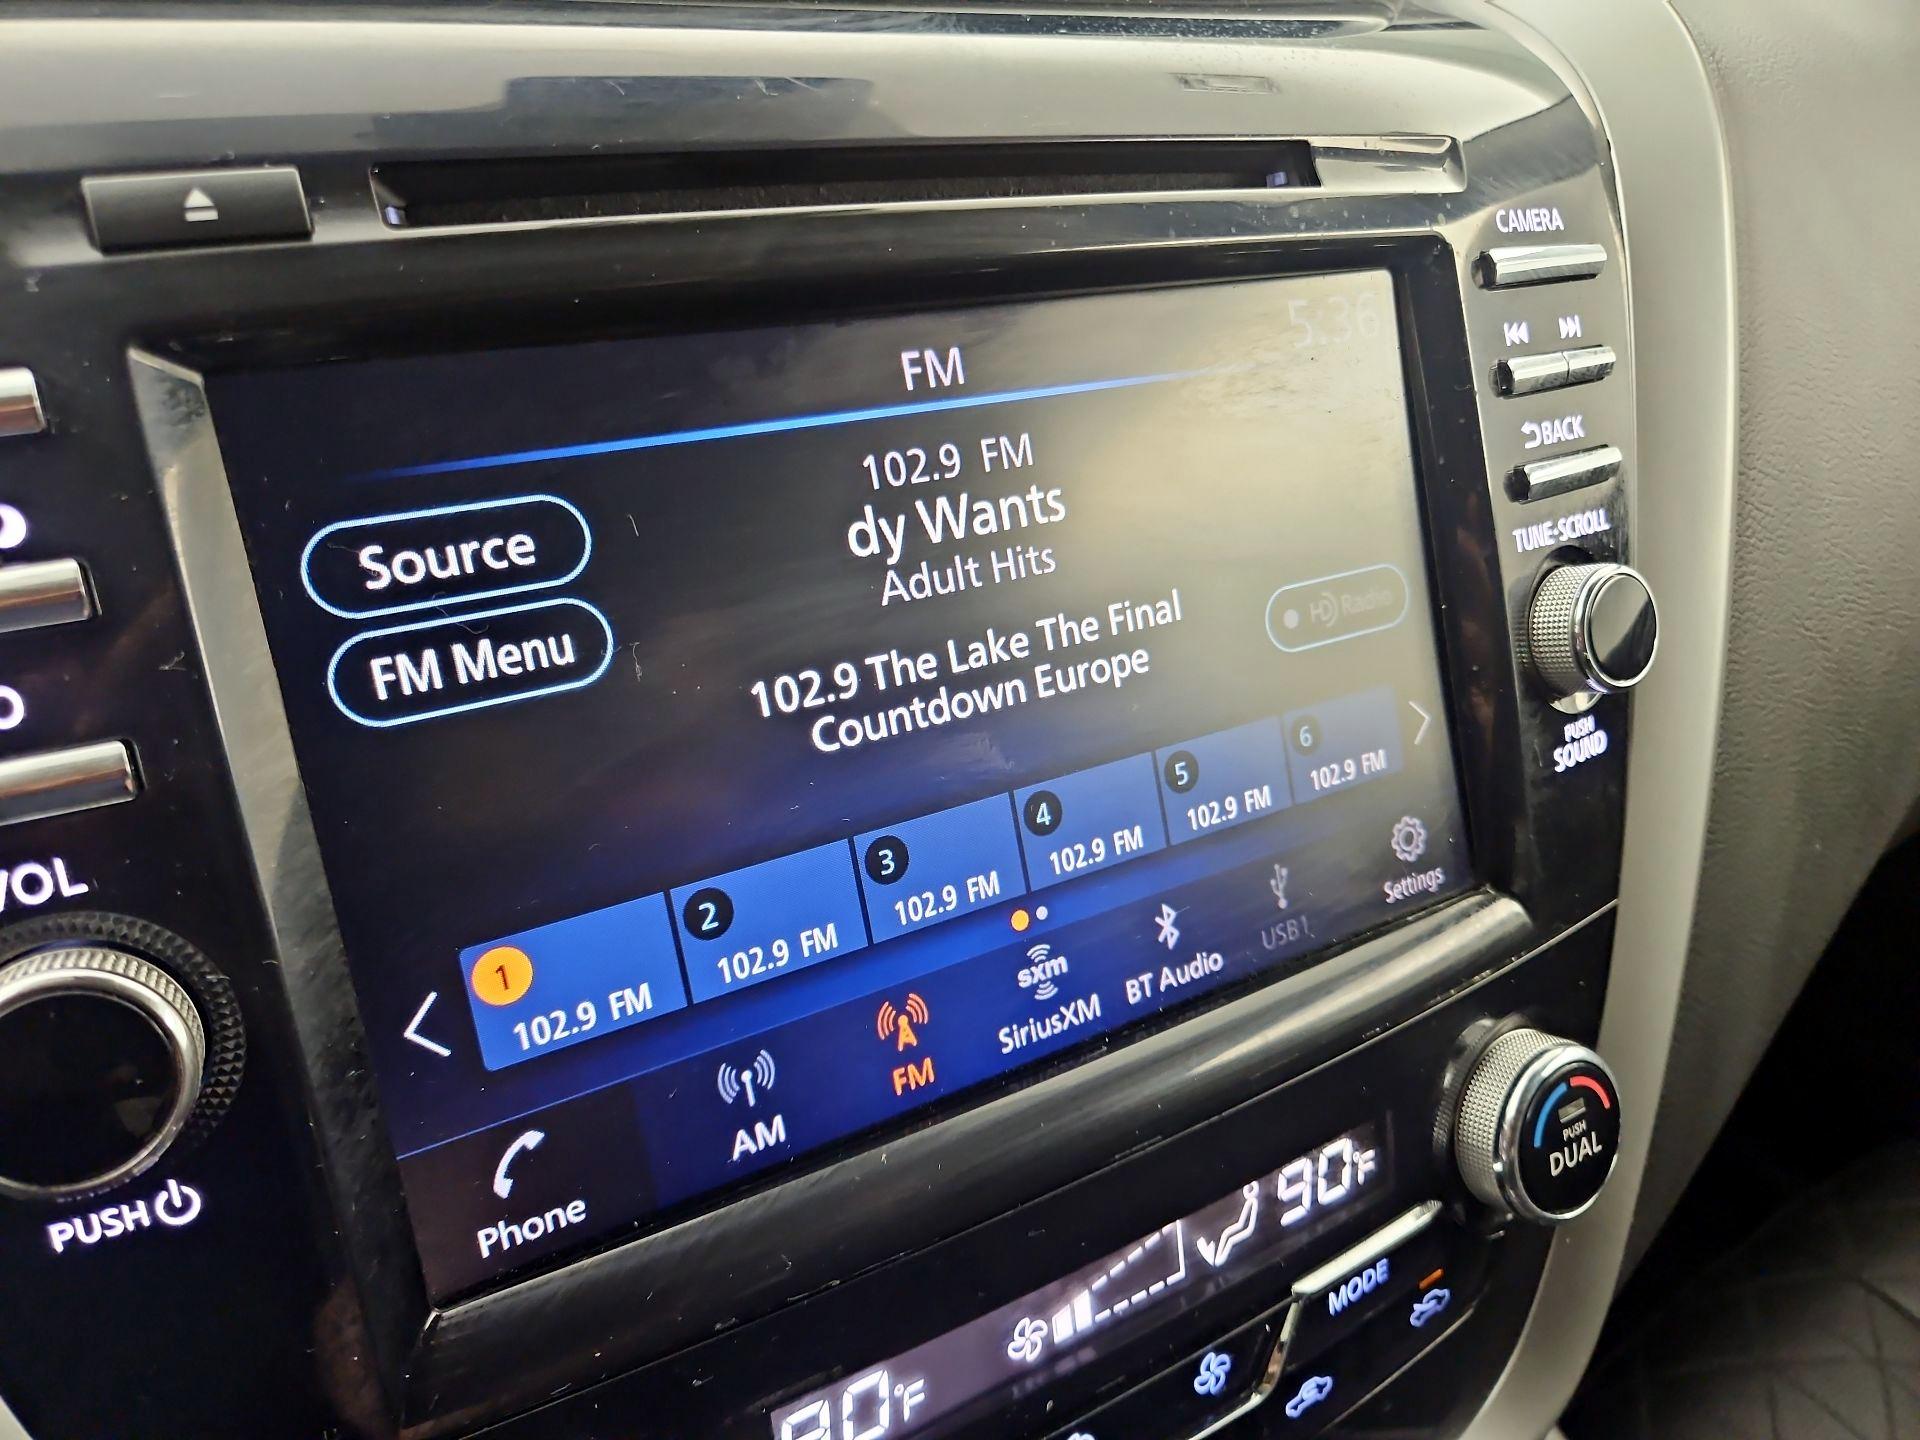 CAMERA
5:36
FM
102.9 FM
dy Wants
Adult Hits
102.9 The Lake The Final
Countdown Europe
Source
FM Menu
HD Radio
BACK
TUNE·SCROLL
PUSH
SOUND
1
102.9 FM
2
102.9 FM
3
102.9 FM
4
102.9 FM
5
102.9 FM
6
102.9 FM
Phone
AM
FM
sxm
SiriusXM
BT Audio
USB1
Settings
VOL
PUSH
PUSH
DUAL
90°F
90°F
MODE